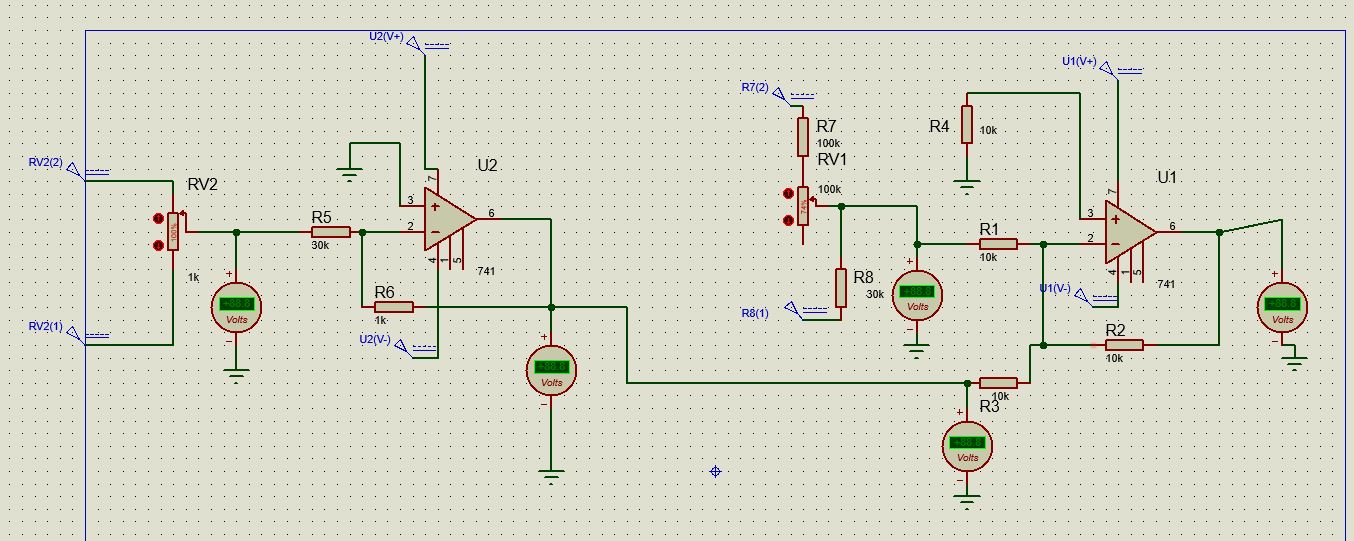 U2(V+)
U1(V+)
R7(2)
R7
100k
R4
10k
RV1
RV2(2)
RV2
U2
U1
7
7
100k
74%
3
6
2
100%
R5
30k
3
6
2
R1
10k
4
1
5
741
1k
R8
30k
4
1
5
741
U1(V-)
+
+88.8
Volts
−
+
+88.8
Volts
−
+
+88.8
Volts
−
R6
1k
R8(1)
RV2(1)
U2(V-)
R2
10k
+
+88.8
Volts
−
10k
R3
+
+88.8
Volts
−